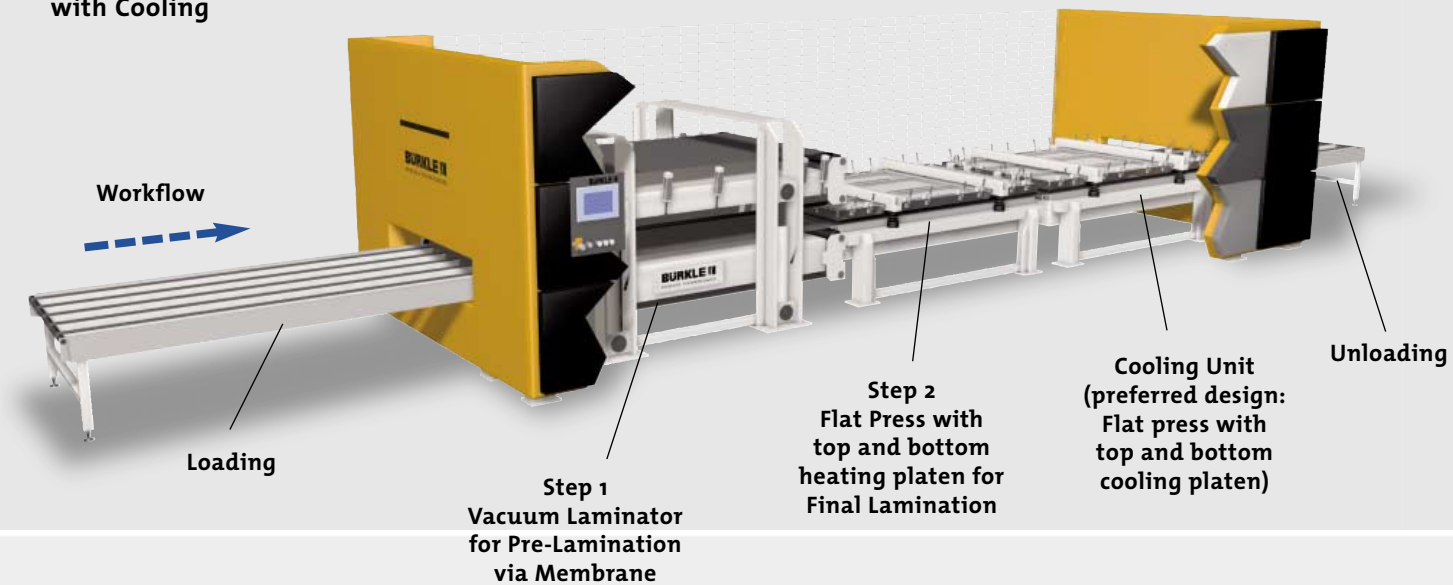 with Cooling
Workflow
BÜRKLE
BÜRKLE
BÜRKLE
Loading
Step 1
Vacuum Laminator
for Pre-Lamination
via Membrane
Step 2
Flat Press with
top and bottom
heating platen for
Final Lamination
Cooling Unit
(preferred design:
Flat press with
top and bottom
cooling platen)
Unloading